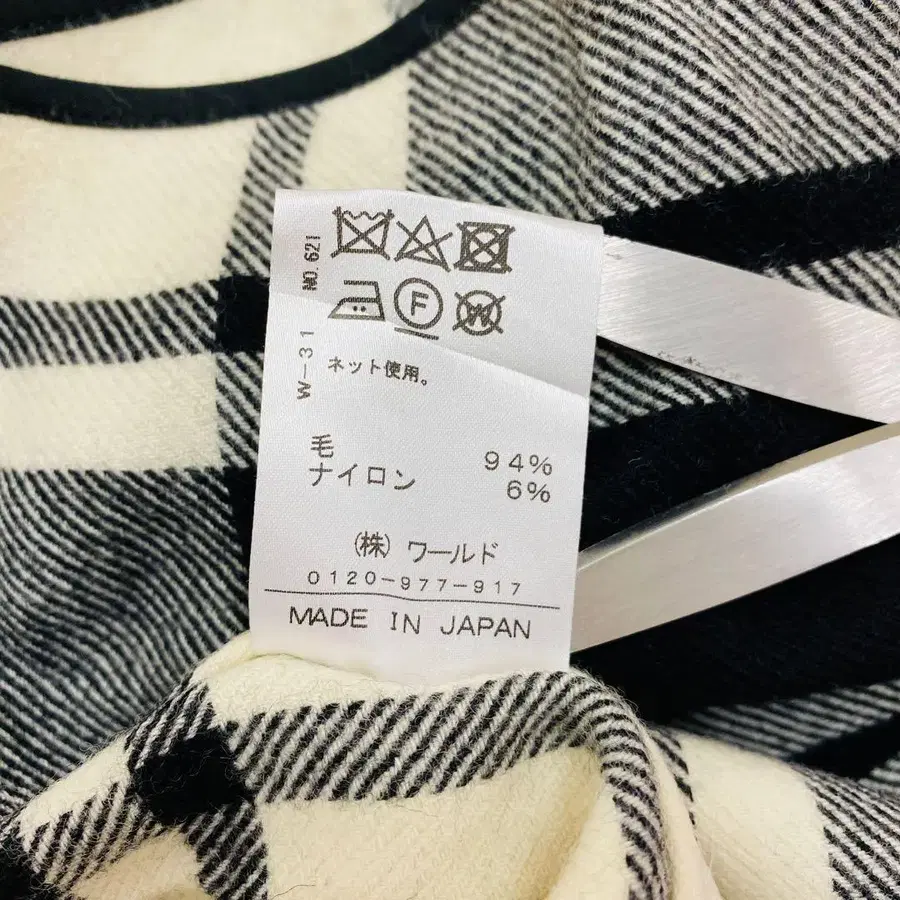 NO. 621
W-31
F
W
ネット使用。
毛 94%
ナイロン 6%
(株) ワールド
0120-977-917
MADE IN JAPAN